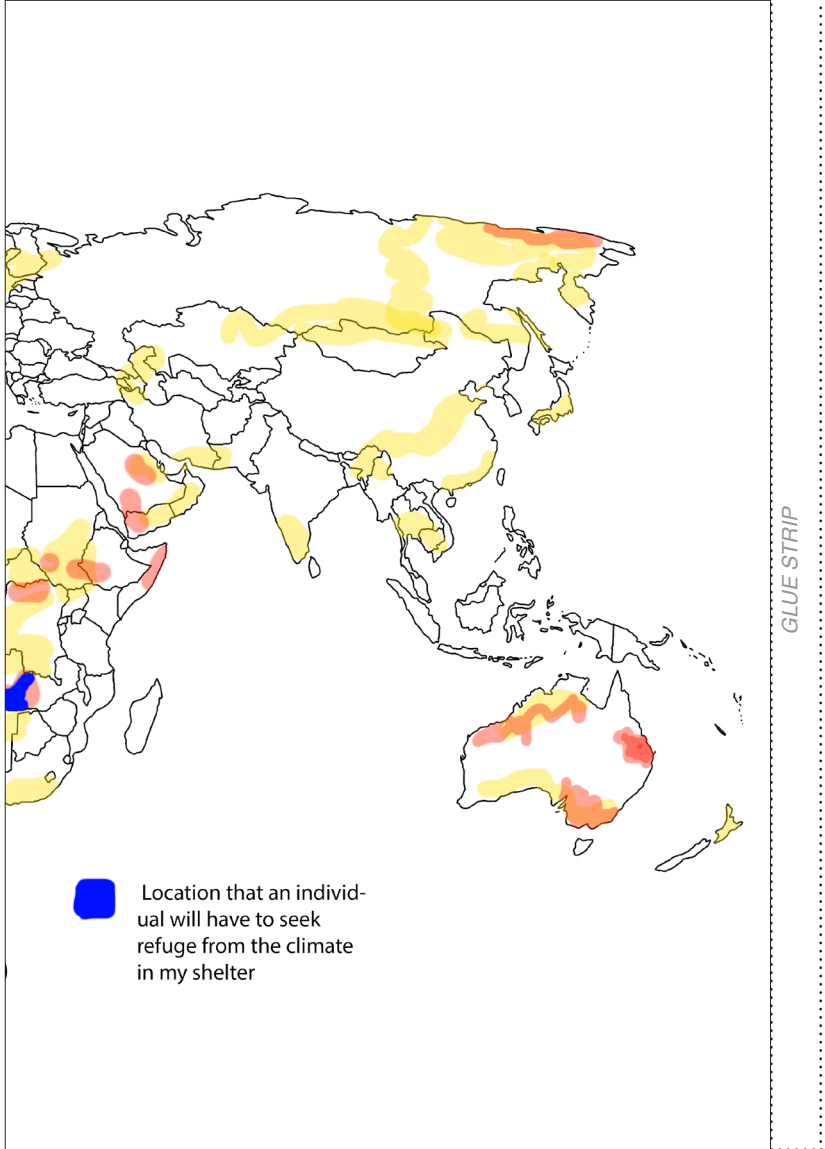 GLUE STRIP
Location that an individ-
ual will have to seek
refuge from the climate
in my shelter